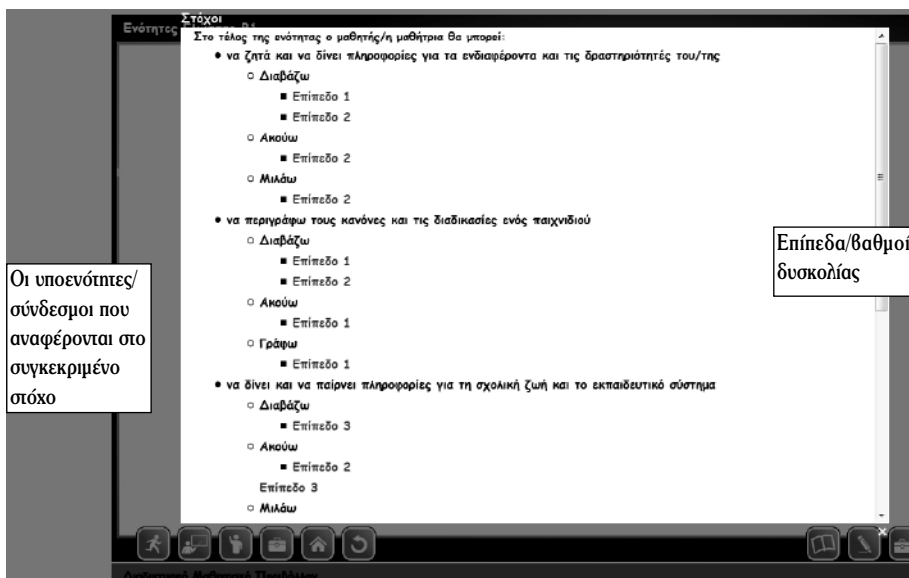 Στόχοι
Ενότητες
Στο τέλος της ενότητας ο μαθητής/η μαθήτρια θα μπορεί:
• να ζητά και να δίνει πληροφορίες για τα ενδιαφέροντα και τις δραστηριότητές του/της
○ Διαβάζω
■ Επίπεδο 1
■ Επίπεδο 2
○ Ακούω
■ Επίπεδο 2
○ Μιλάω
■ Επίπεδο 2
• να περιγράφω τους κανόνες και τις διαδικασίες ενός παιχνιδιού
○ Διαβάζω
■ Επίπεδο 1
■ Επίπεδο 2
○ Ακούω
■ Επίπεδο 1
○ Γράφω
■ Επίπεδο 1
• να δίνει και να παίρνει πληροφορίες για τη σχολική ζωή και το εκπαιδευτικό σύστημα
○ Διαβάζω
■ Επίπεδο 3
○ Ακούω
■ Επίπεδο 2
Επίπεδο 3
○ Μιλάω
Οι υποενότητες/
σύνδεσμοι που
αναφέρονται στο
συγκεκριμένο
στόχο
Επίπεδα/βαθμοί
δυσκολίας